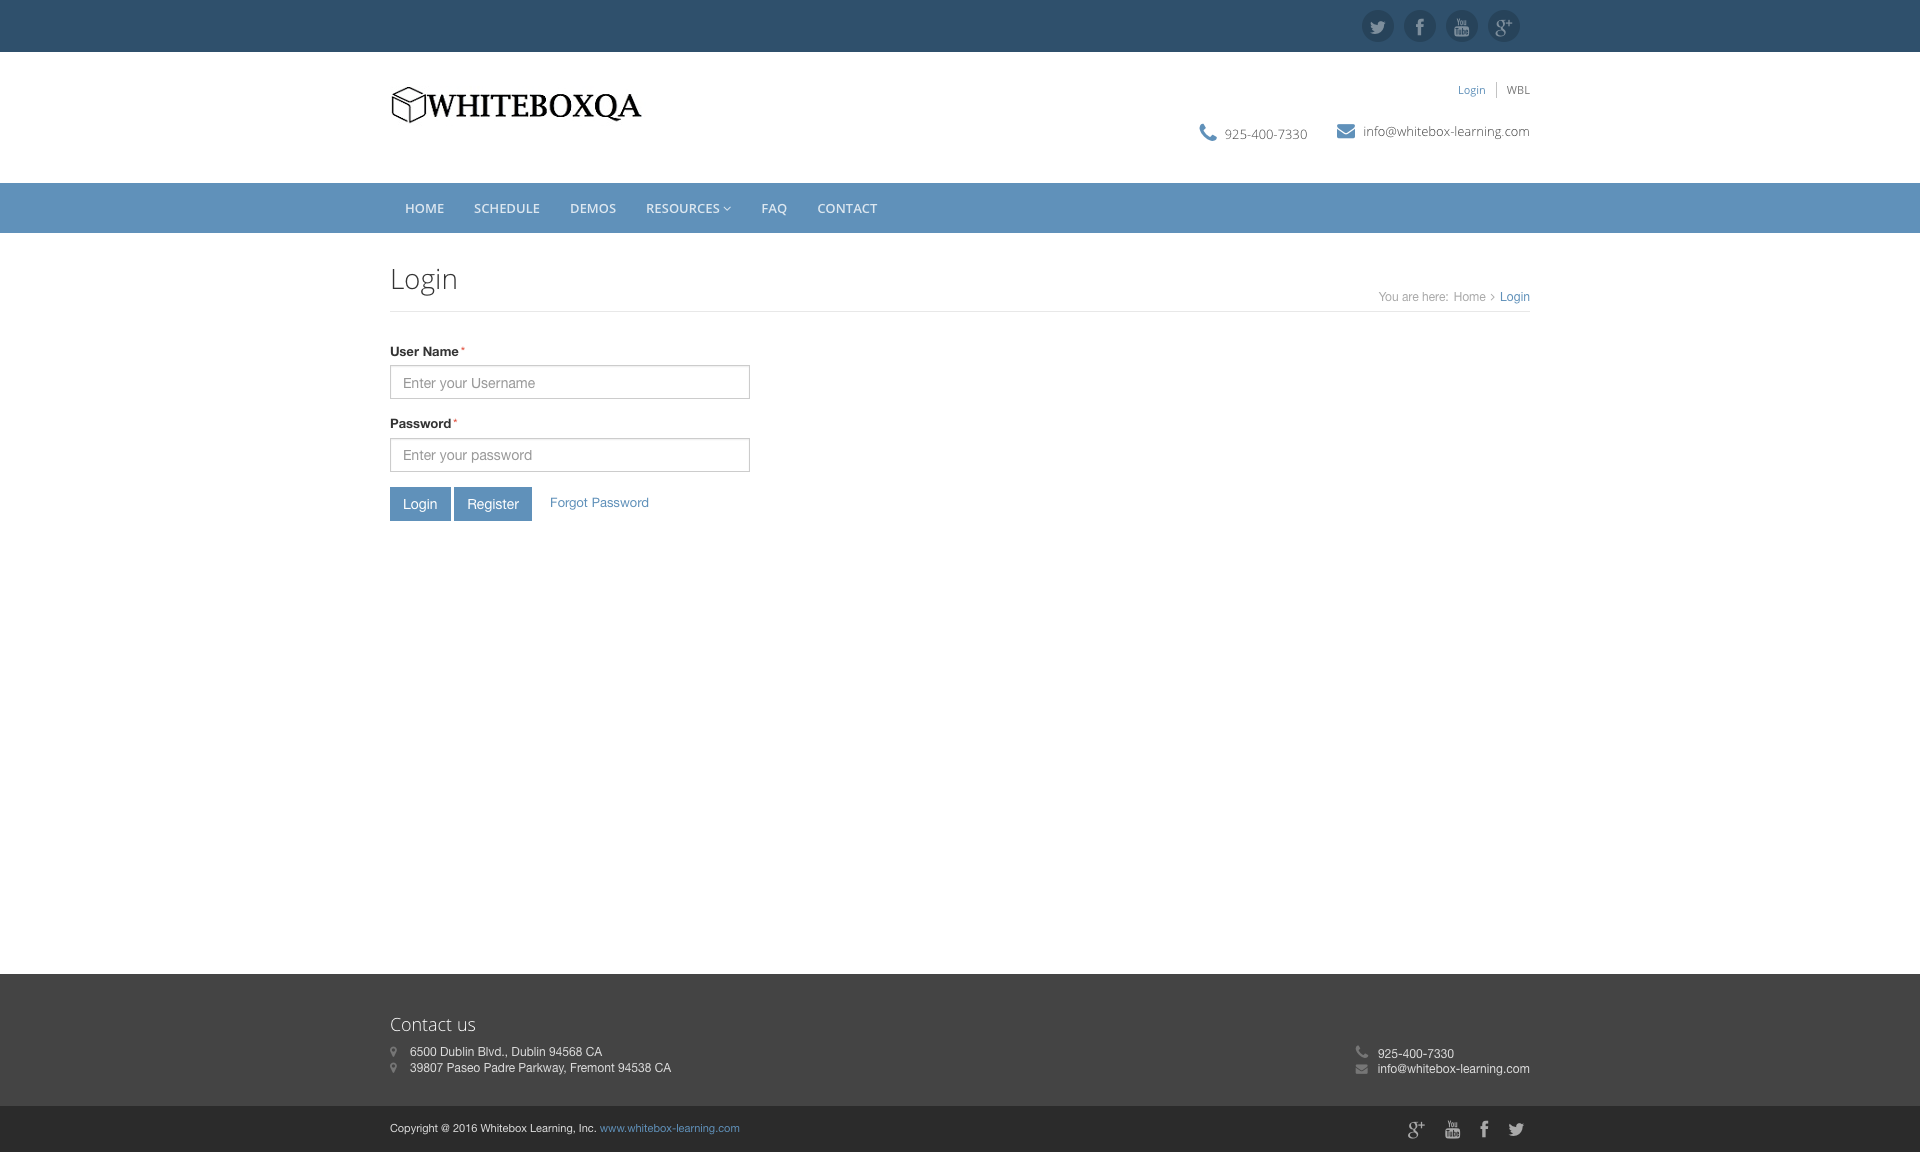 WHITEBOXQA
Login
WBL
925-400-7330
info@whitebox-learning.com
HOME
SCHEDULE
DEMOS
RESOURCES
FAQ
CONTACT
Login
You are here: Home > Login
User Name*
Enter your Username
Password*
Enter your password
Login
Register
Forgot Password
Contact us
6500 Dublin Blvd., Dublin 94568 CA
39807 Paseo Padre Parkway, Fremont 94538 CA
925-400-7330
info@whitebox-learning.com
Copyright @ 2016 Whitebox Learning, Inc. www.whitebox-learning.com